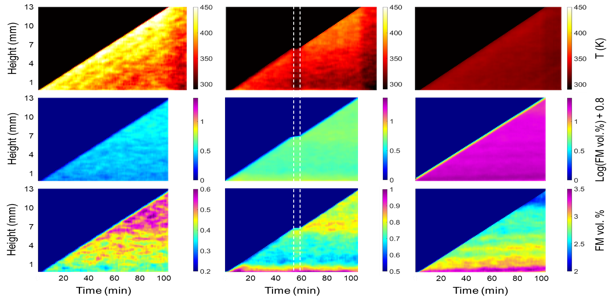 13 450 450 450
10
7 400 400 400
4 350 350 350
1 300 300 300
Height (mm) T (K)
13
10 1 1 1
7
4 0.5 0.5 0.5
1 0 0 0
Height (mm) Log(FM vol.%) + 0.8
13 0.6 1 3.5
10 0.9
0.5 3
7 0.8
0.4 0.7
4 0.3 2.5
0.6
1 0.2 0.5 2
Height (mm) FM vol. %
20 40 60 80 100 20 40 60 80 100 20 40 60 80 100
Time (min) Time (min) Time (min)